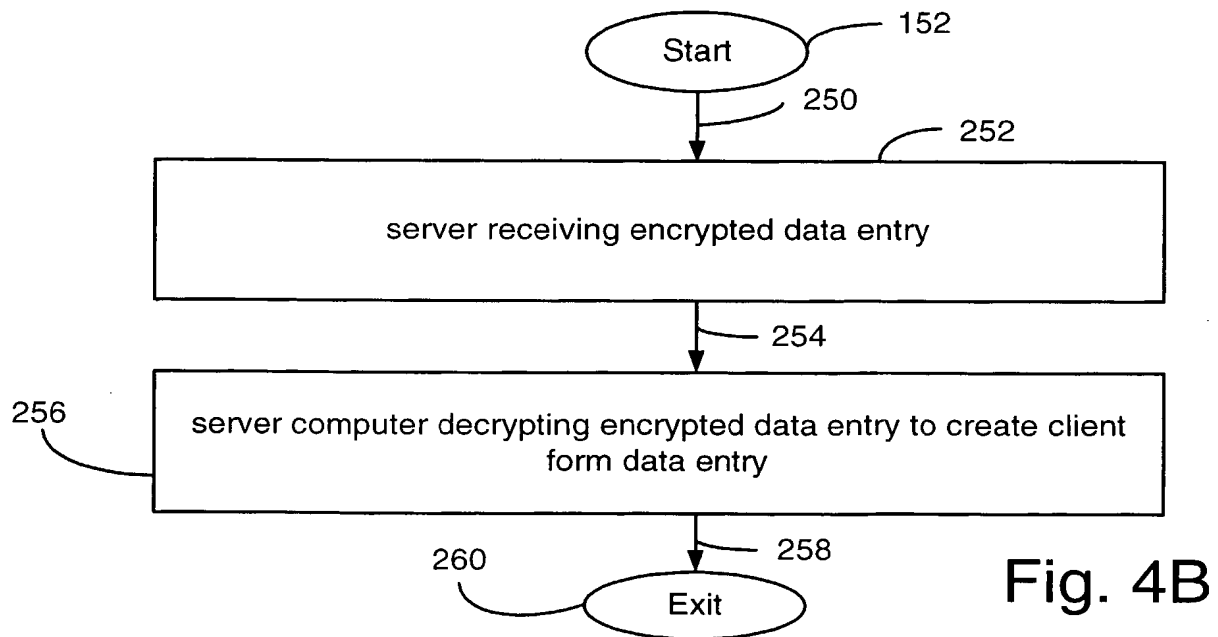 Start
152
250
252
server receiving encrypted data entry
254
256
server computer decrypting encrypted data entry to create client
form data entry
258
260
Exit
Fig. 4B